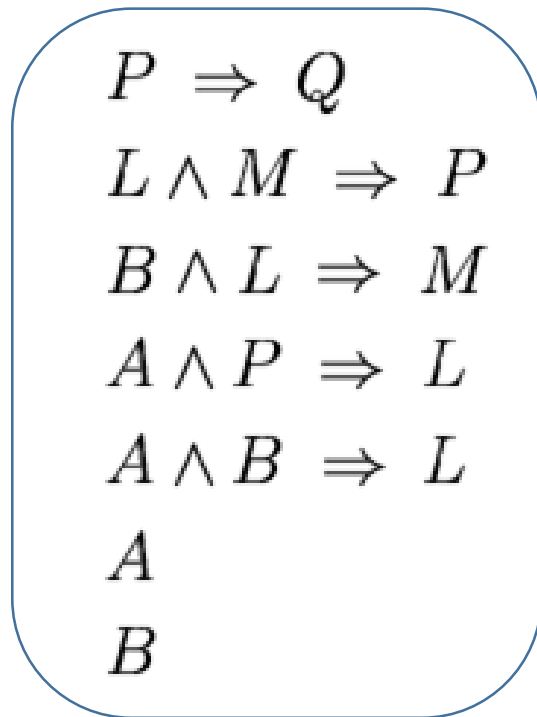 P ⇒ Q
L ∧ M ⇒ P
B ∧ L ⇒ M
A ∧ P ⇒ L
A ∧ B ⇒ L
A
B